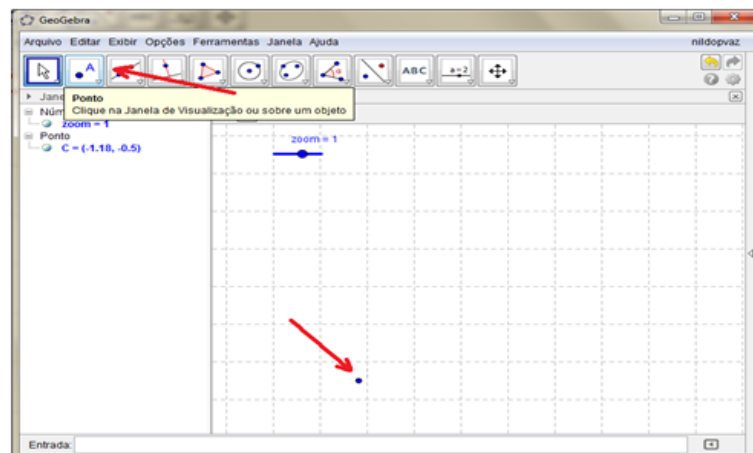 GeoGebra
Arquivo Editar Exibir Opções Ferramentas Janela Ajuda
nildopvaz
A
ABC
a=2
Jane
Ponto
Clique na Janela de Visualização ou sobre um objeto
Núm
zoom = 1
Ponto
C = (-1.18, -0.5)
zoom = 1
Entrada: